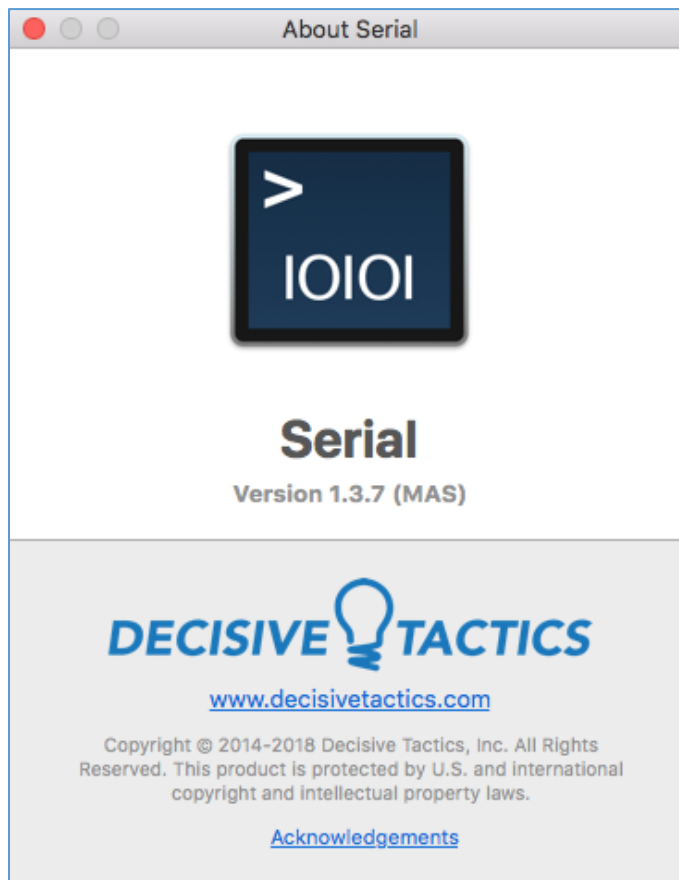 About Serial
>
IOIOI
Serial
Version 1.3.7 (MAS)
DECISIVE TACTICS
www.decisivetactics.com
Copyright © 2014-2018 Decisive Tactics, Inc. All Rights
Reserved. This product is protected by U.S. and international
copyright and intellectual property laws.
Acknowledgements